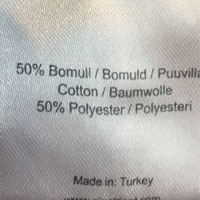 50% Bomull / Bomuld / Puuvilla
Cotton / Baumwolle
50% Polyester / Polyesteri
Made in: Turkey